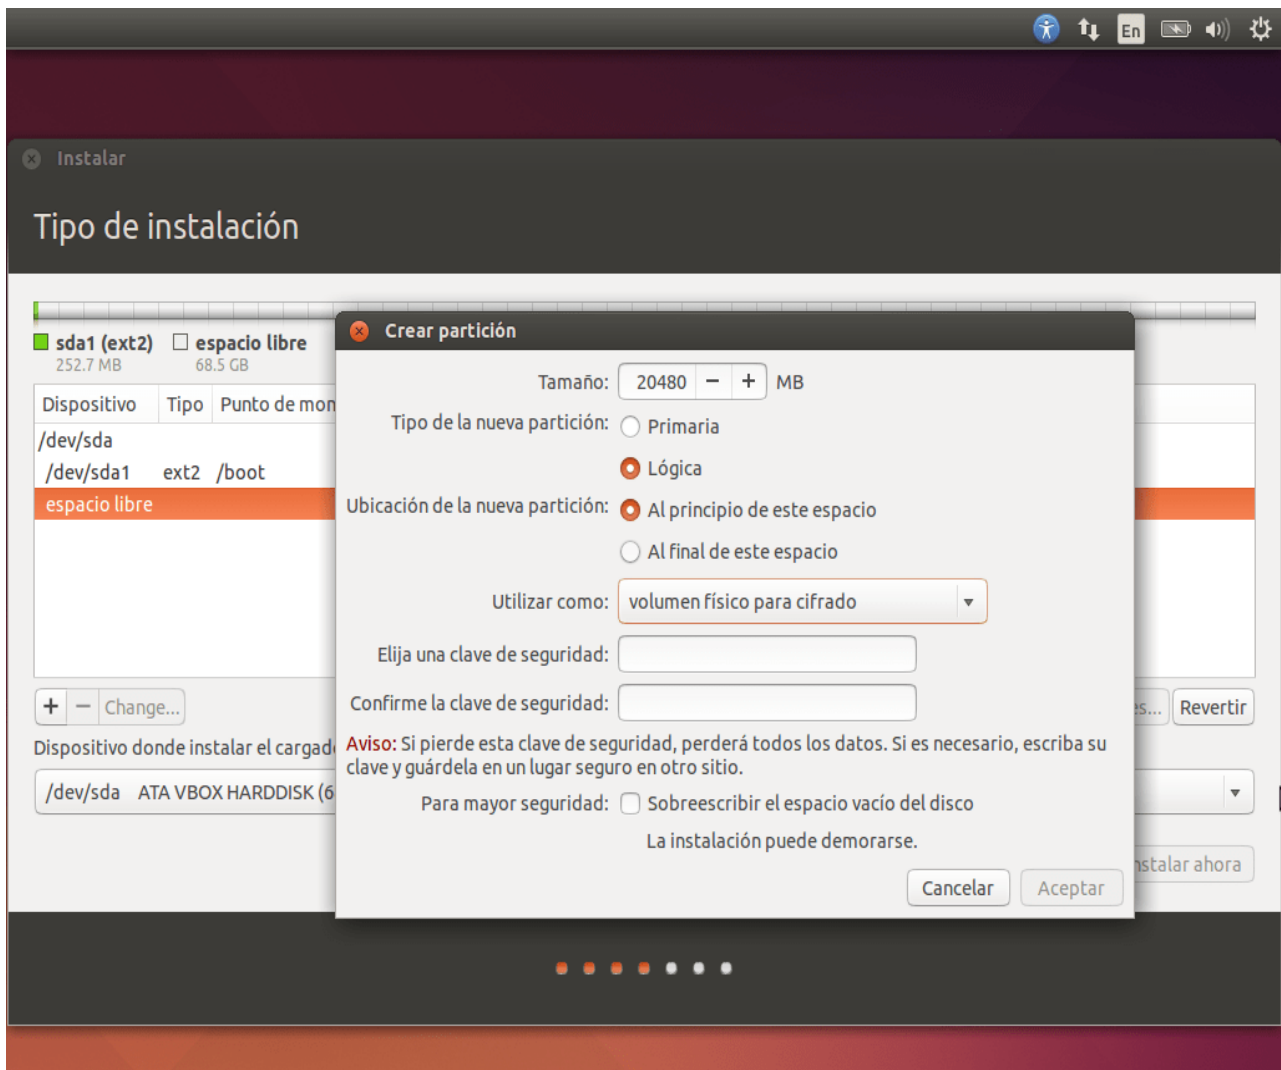 En
Instalar
Tipo de instalación
sda1 (ext2) espacio libre
252.7 MB 68.5 GB
Dispositivo Tipo Punto de mon
/dev/sda
/dev/sda1 ext2 /boot
espacio libre
Crear partición
Tamaño: 20480 − + MB
Tipo de la nueva partición: Primaria
Lógica
Ubicación de la nueva partición: Al principio de este espacio
Al final de este espacio
Utilizar como: volumen físico para cifrado
Elija una clave de seguridad:
Confirme la clave de seguridad:
Aviso: Si pierde esta clave de seguridad, perderá todos los datos. Si es necesario, escriba su
clave y guárdela en un lugar seguro en otro sitio.
Para mayor seguridad: Sobreescribir el espacio vacío del disco
La instalación puede demorarse.
Cancelar Aceptar
+ − Change... es... Revertir
Dispositivo donde instalar el cargad
/dev/sda ATA VBOX HARDDISK (6
nstalar ahora